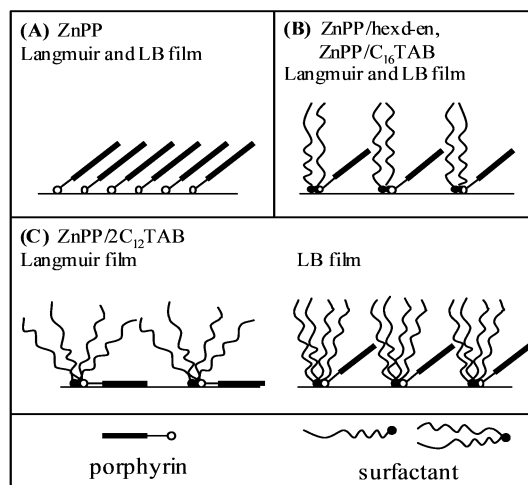 (A) ZnPP
Langmuir and LB film
(B) ZnPP/hexd-en,
ZnPP/C₁₆TAB
Langmuir and LB film
(C) ZnPP/2C₁₂TAB
Langmuir film
LB film
porphyrin
surfactant